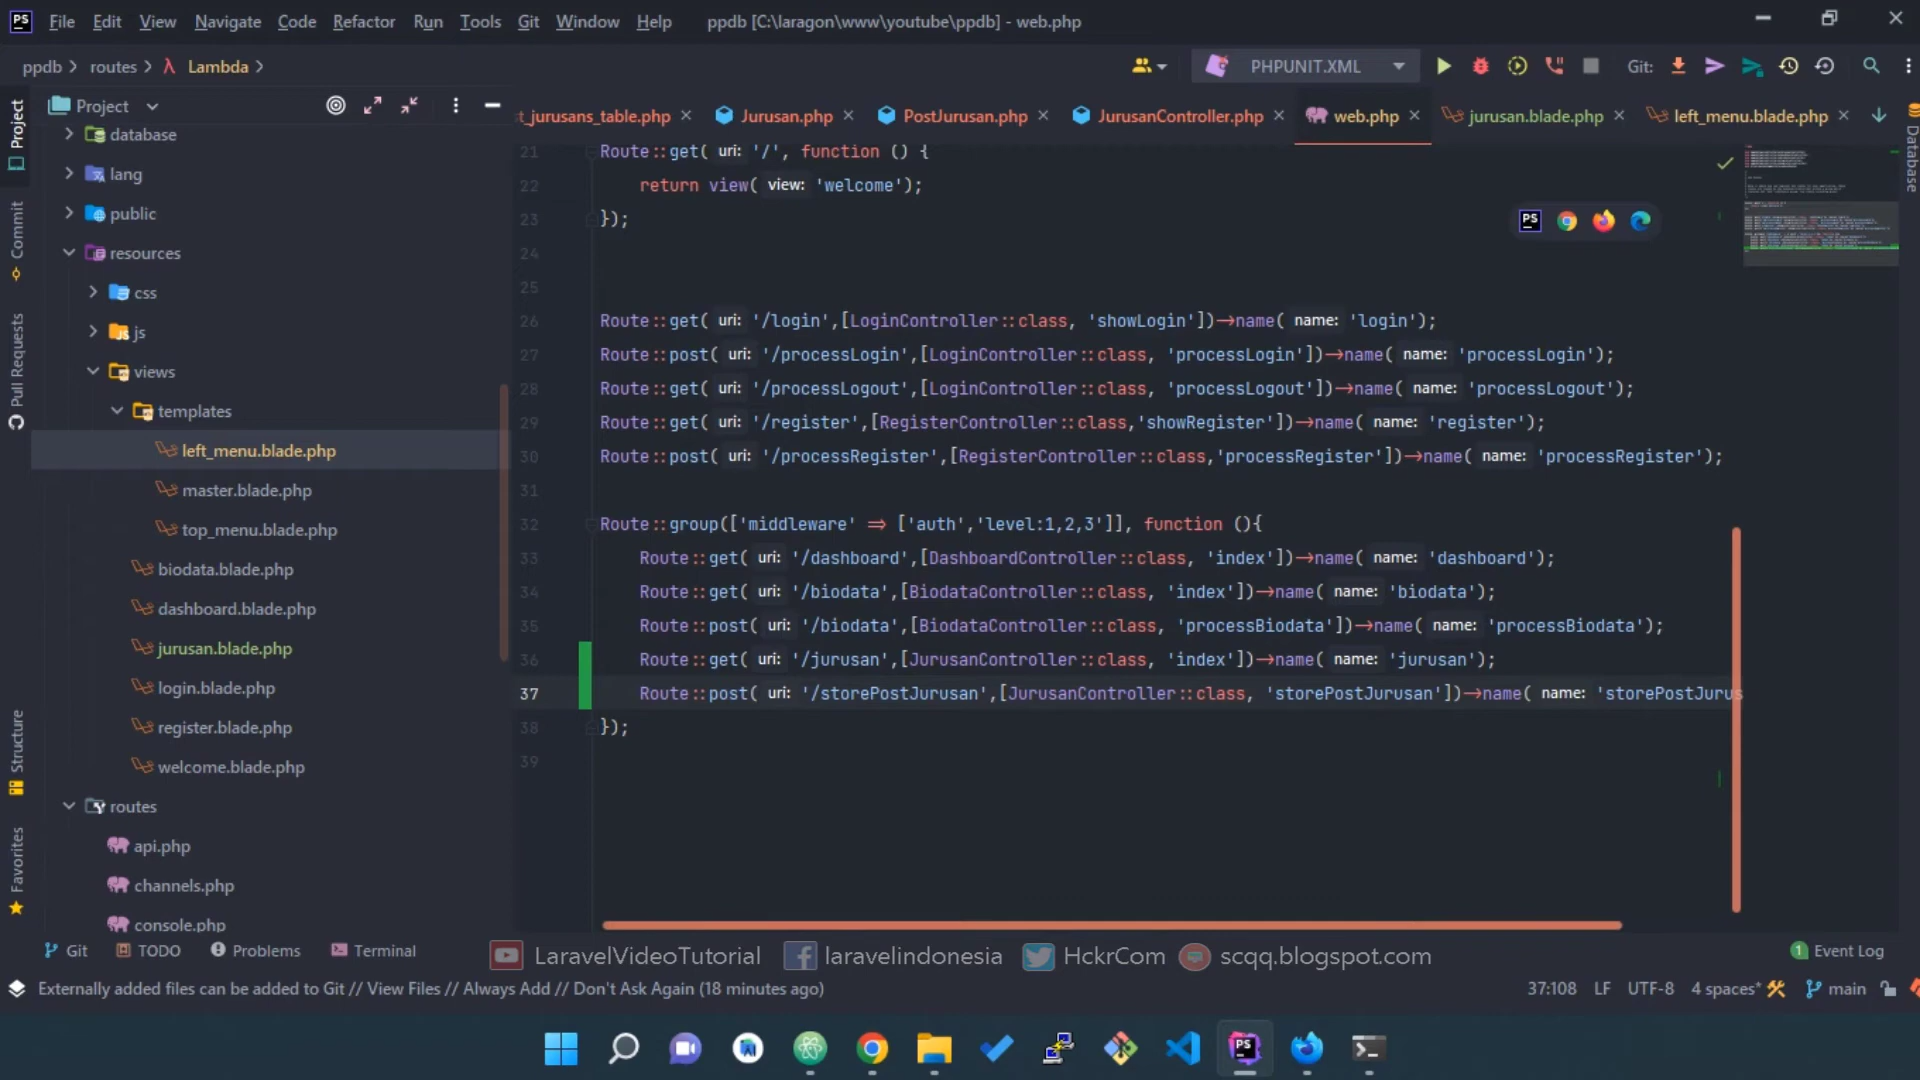 PS File Edit View Navigate Code Refactor Run Tools Git Window Help ppdb [C:\laragon\www\youtube\ppdb] - web.php
ppdb routes λ Lambda PHPUNIT.XML Git:
Project
t_jurusans_table.php Jurusan.php PostJurusan.php JurusanController.php web.php jurusan.blade.php left_menu.blade.php
Project
Commit
Pull Requests
Structure
Favorites
database
lang
public
resources
css
js
views
templates
left_menu.blade.php
master.blade.php
top_menu.blade.php
biodata.blade.php
dashboard.blade.php
jurusan.blade.php
login.blade.php
register.blade.php
welcome.blade.php
routes
api.php
channels.php
console.php
21 Route::get( uri: '/', function () {
22 return view( view: 'welcome');
23 });
24
25
26 Route::get( uri: '/login',[LoginController::class, 'showLogin'])->name( name: 'login');
27 Route::post( uri: '/processLogin',[LoginController::class, 'processLogin'])->name( name: 'processLogin');
28 Route::get( uri: '/processLogout',[LoginController::class, 'processLogout'])->name( name: 'processLogout');
29 Route::get( uri: '/register',[RegisterController::class,'showRegister'])->name( name: 'register');
30 Route::post( uri: '/processRegister',[RegisterController::class,'processRegister'])->name( name: 'processRegister');
31
32 Route::group(['middleware' => ['auth','level:1,2,3']], function (){
33 Route::get( uri: '/dashboard',[DashboardController::class, 'index'])->name( name: 'dashboard');
34 Route::get( uri: '/biodata',[BiodataController::class, 'index'])->name( name: 'biodata');
35 Route::post( uri: '/biodata',[BiodataController::class, 'processBiodata'])->name( name: 'processBiodata');
36 Route::get( uri: '/jurusan',[JurusanController::class, 'index'])->name( name: 'jurusan');
37 Route::post( uri: '/storePostJurusan',[JurusanController::class, 'storePostJurusan'])->name( name: 'storePostJurus
38 });
39
PS
Database
Git TODO Problems Terminal
LaravelVideoTutorial laravelindonesia HckrCom scqq.blogspot.com
1 Event Log
Externally added files can be added to Git // View Files // Always Add // Don't Ask Again (18 minutes ago)
37:108 LF UTF-8 4 spaces* main
PS